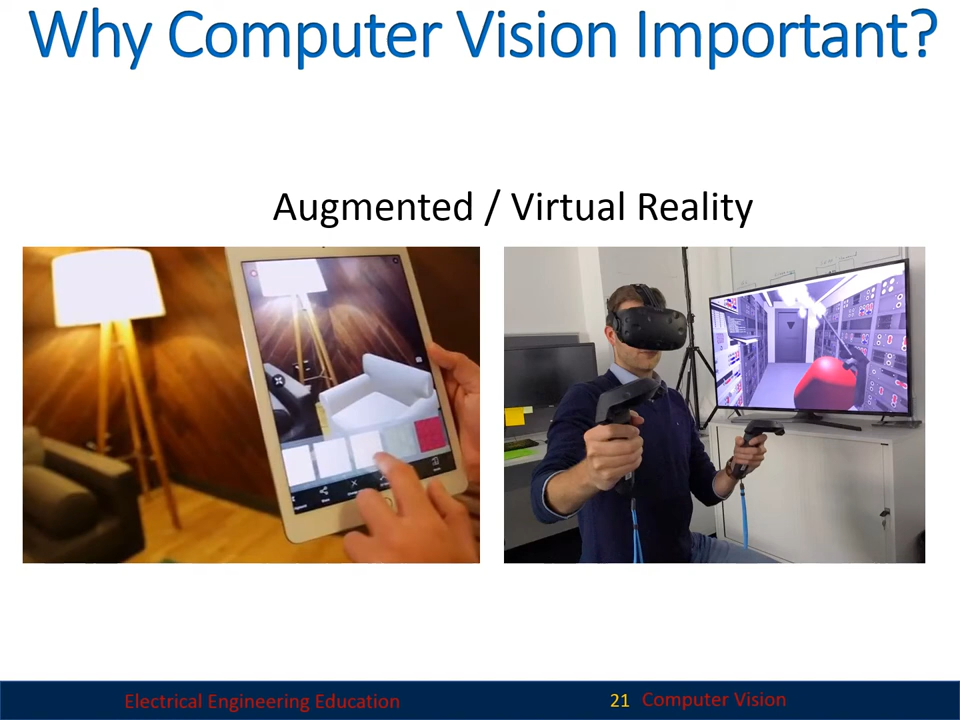 Why Computer Vision Important?
Augmented / Virtual Reality
Electrical Engineering Education
21 Computer Vision